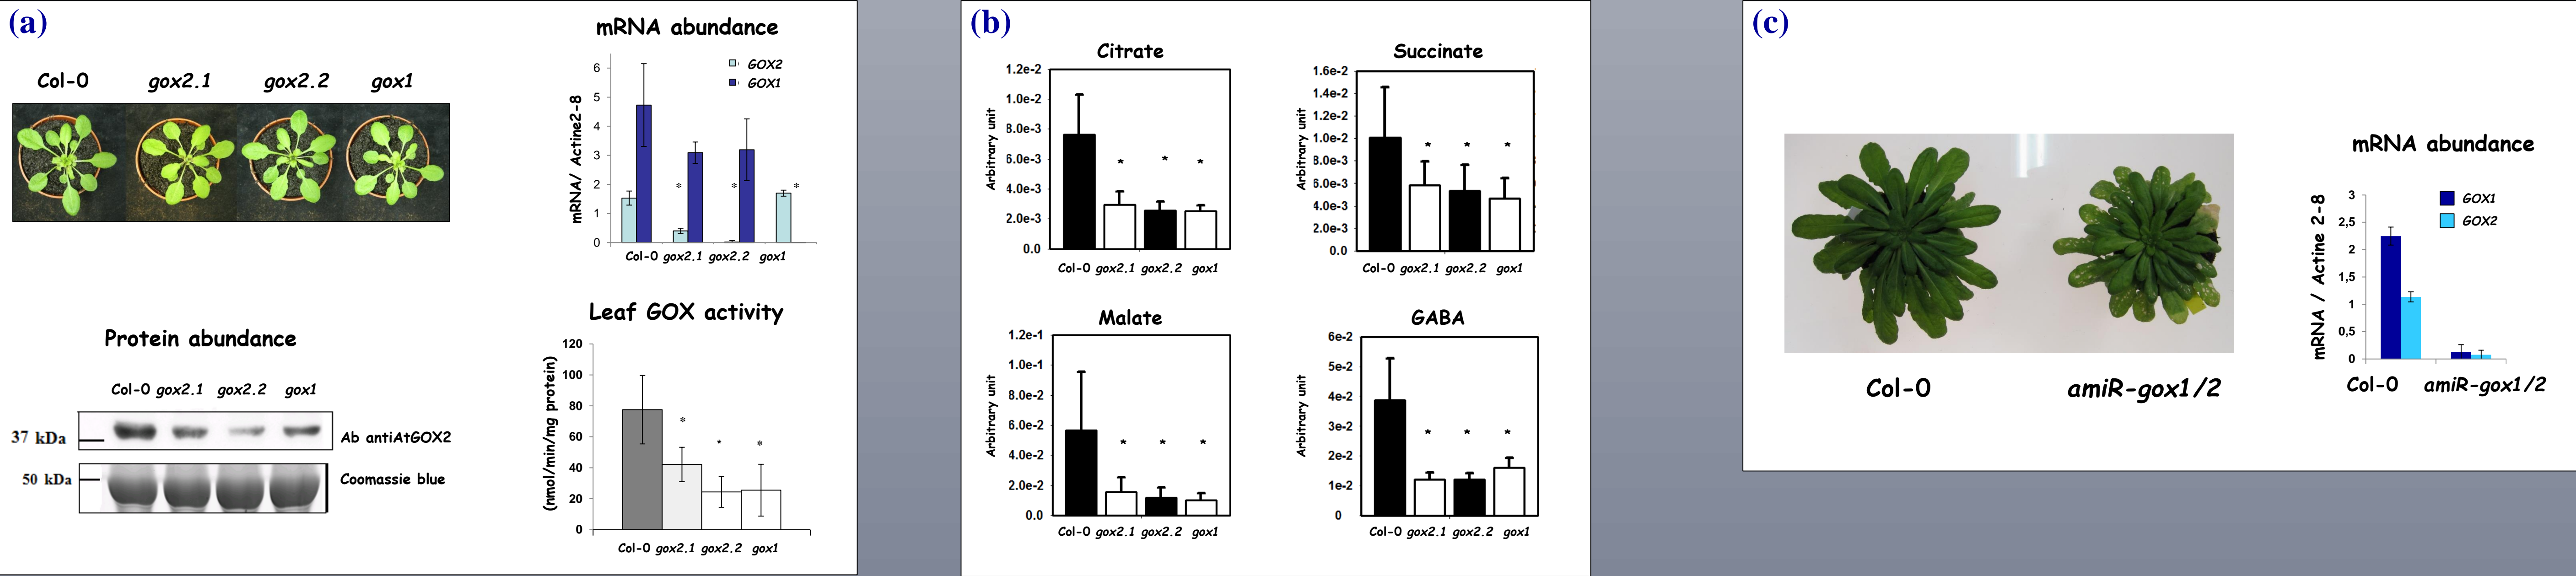 (a)
Col-0 gox2.1 gox2.2 gox1
mRNA abundance
mRNA/ Actine2-8
6
5
4
3
2
1
0
GOX2
GOX1
* * *
Col-0 gox2.1 gox2.2 gox1
Protein abundance
Col-0 gox2.1 gox2.2 gox1
37 kDa
Ab antiAtGOX2
50 kDa
Coomassie blue
Leaf GOX activity
(nmol/min/mg protein)
120
100
80
60
40
20
0
* * *
Col-0 gox2.1 gox2.2 gox1
(b)
Citrate
Arbitrary unit
1.2e-2
1.0e-2
8.0e-3
6.0e-3
4.0e-3
2.0e-3
0.0
* * *
Col-0 gox2.1 gox2.2 gox1
Succinate
Arbitrary unit
1.6e-2
1.4e-2
1.2e-2
1.0e-2
8.0e-3
6.0e-3
4.0e-3
2.0e-3
0.0
* * *
Col-0 gox2.1 gox2.2 gox1
Malate
Arbitrary unit
1.2e-1
1.0e-1
8.0e-2
6.0e-2
4.0e-2
2.0e-2
0.0
* * *
Col-0 gox2.1 gox2.2 gox1
GABA
Arbitrary unit
6e-2
5e-2
4e-2
3e-2
2e-2
1e-2
0
* * *
Col-0 gox2.1 gox2.2 gox1
(c)
Col-0 amiR-gox1/2
mRNA abundance
mRNA / Actine 2-8
3
2,5
2
1,5
1
0,5
0
GOX1
GOX2
Col-0 amiR-gox1/2